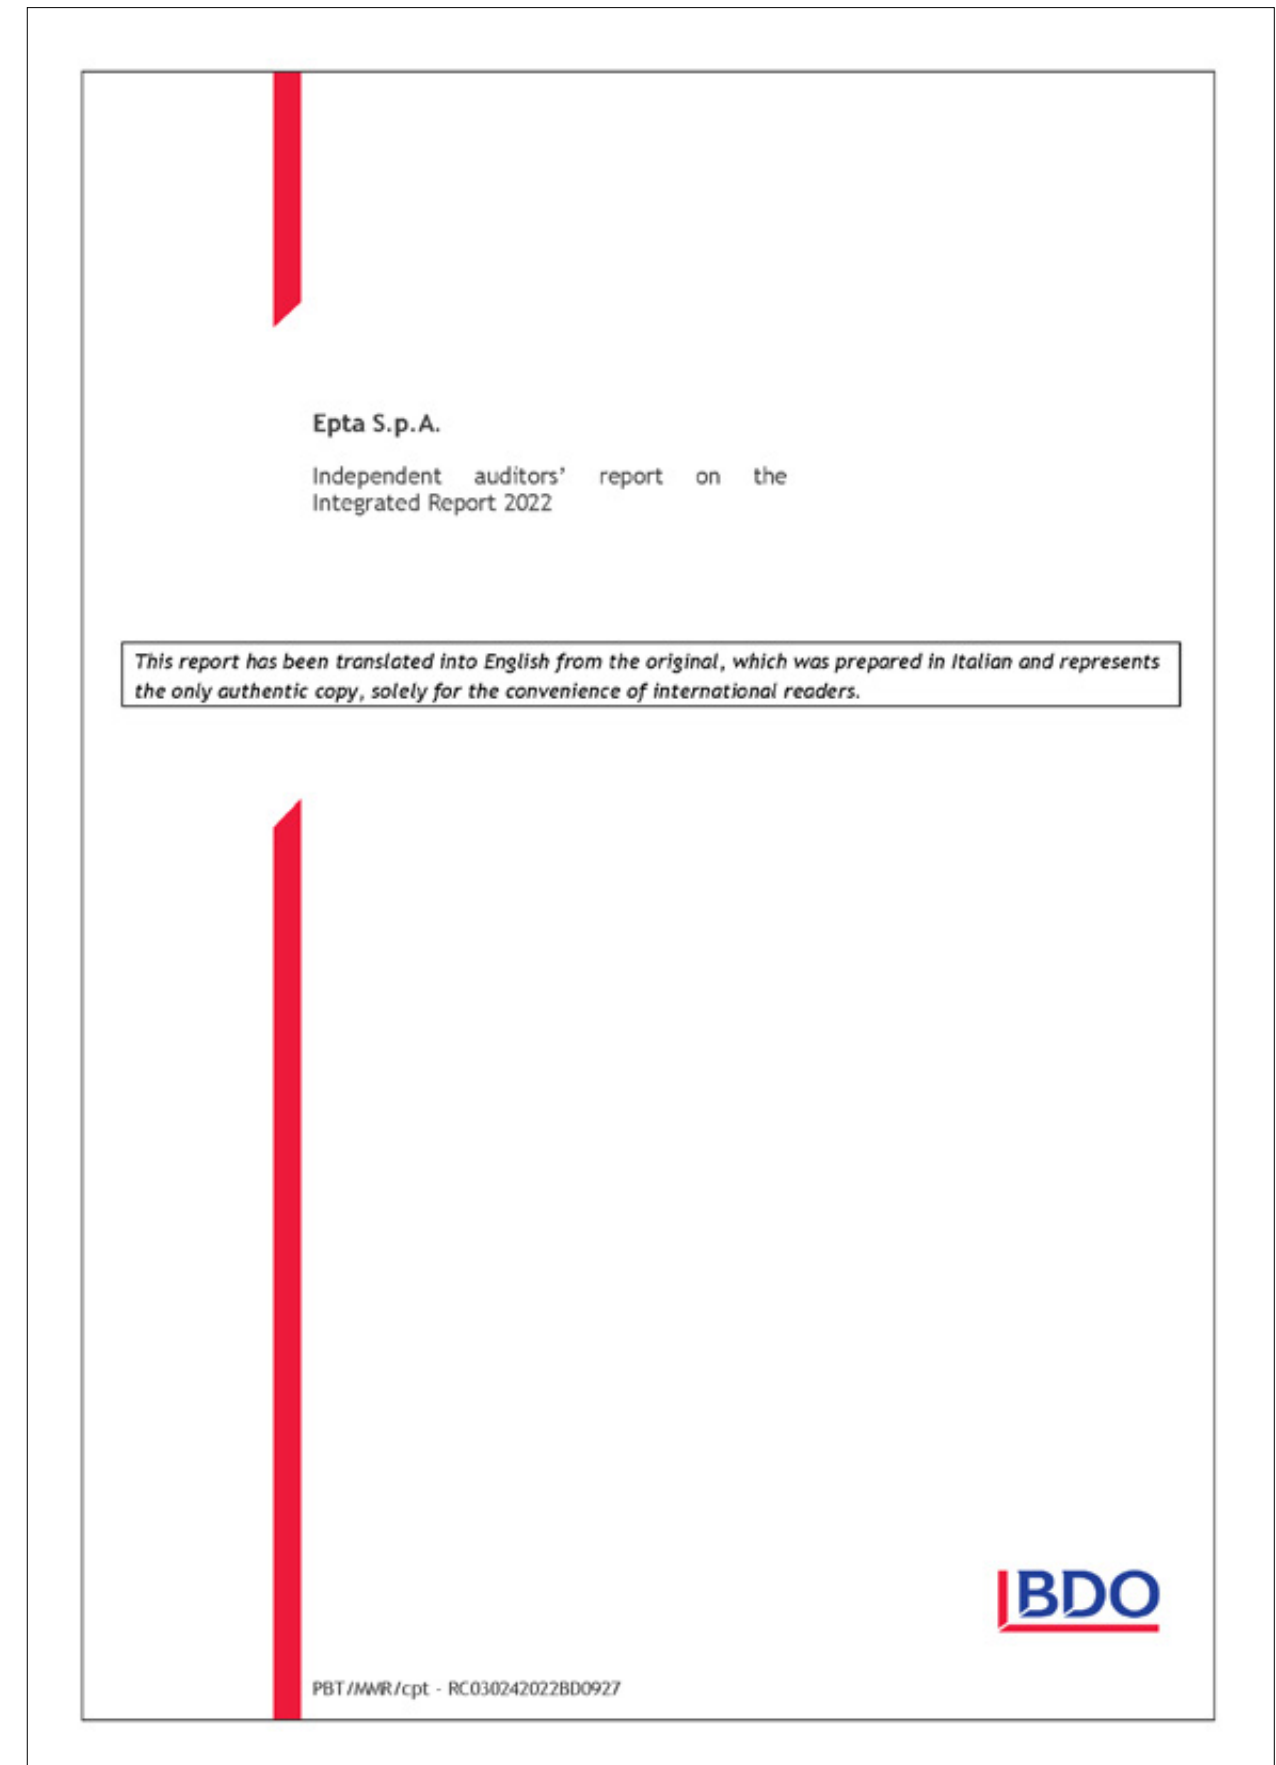 Epta S.p.A.
Independent auditors' report on the
Integrated Report 2022
This report has been translated into English from the original, which was prepared in Italian and represents
the only authentic copy, solely for the convenience of international readers.
BDO
PBT/MMR/cpt - RC030242022BD0927